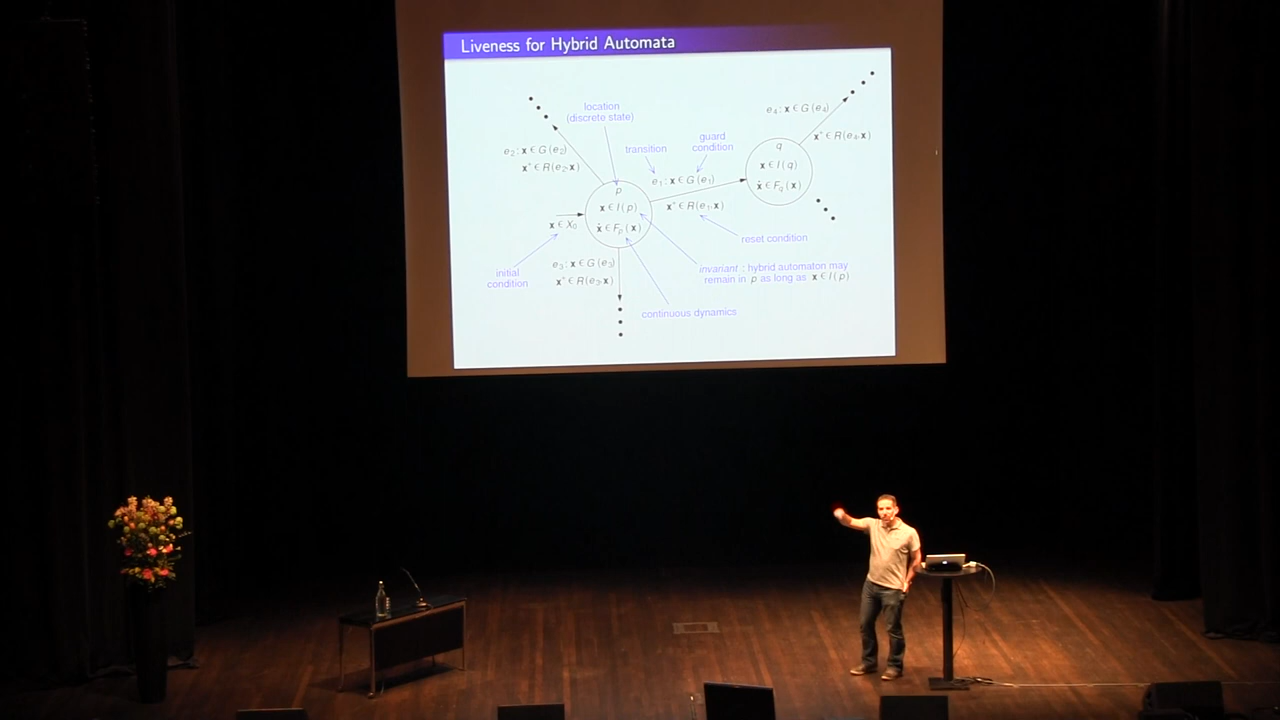 Liveness for Hybrid Automata
location
(discrete state)
e₄ : x ∈ G(e₄)
x⁺ ∈ R(e₄, x)
guard
condition
transition
e₂ : x ∈ G(e₂)
x⁺ ∈ R(e₂, x)
q
x ∈ I(q)
ẋ ∈ F_q(x)
e₁ : x ∈ G(e₁)
x⁺ ∈ R(e₁, x)
p
x ∈ I(p)
ẋ ∈ F_p(x)
x ∈ X₀
reset condition
initial
condition
e₃ : x ∈ G(e₃)
x⁺ ∈ R(e₃, x)
invariant : hybrid automaton may
remain in p as long as x ∈ I(p)
continuous dynamics